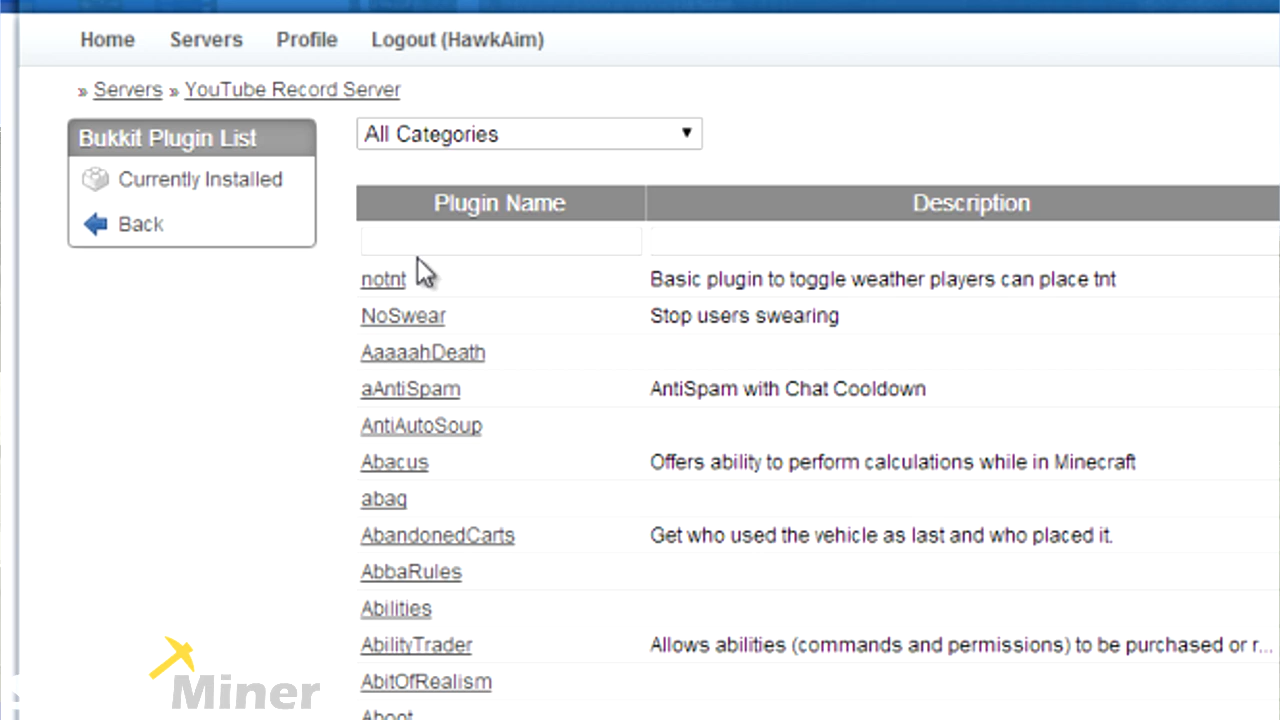 Home Servers Profile Logout (HawkAim)
» Servers » YouTube Record Server
Bukkit Plugin List
Currently Installed
Back
All Categories
Plugin Name Description
notnt Basic plugin to toggle weather players can place tnt
NoSwear Stop users swearing
AaaaahDeath
aAntiSpam AntiSpam with Chat Cooldown
AntiAutoSoup
Abacus Offers ability to perform calculations while in Minecraft
abaq
AbandonedCarts Get who used the vehicle as last and who placed it.
AbbaRules
Abilities
AbilityTrader Allows abilities (commands and permissions) to be purchased or r...
AbitOfRealism
Miner